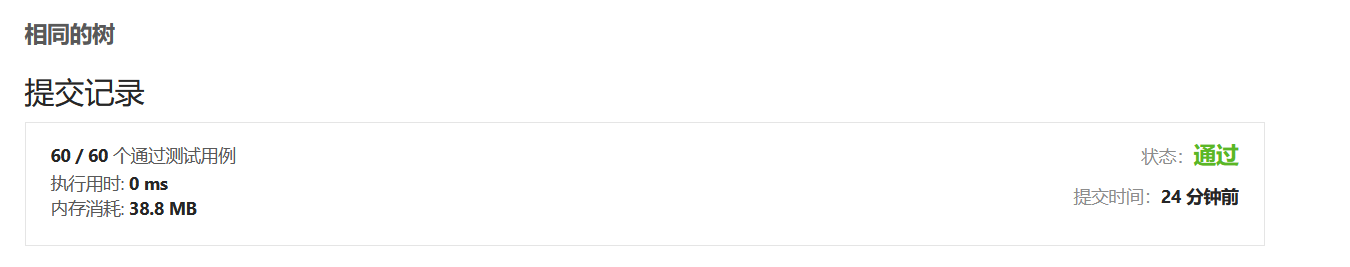 相同的树
提交记录
60 / 60 个通过测试用例
状态：通过
执行用时: 0 ms
提交时间：24 分钟前
内存消耗: 38.8 MB